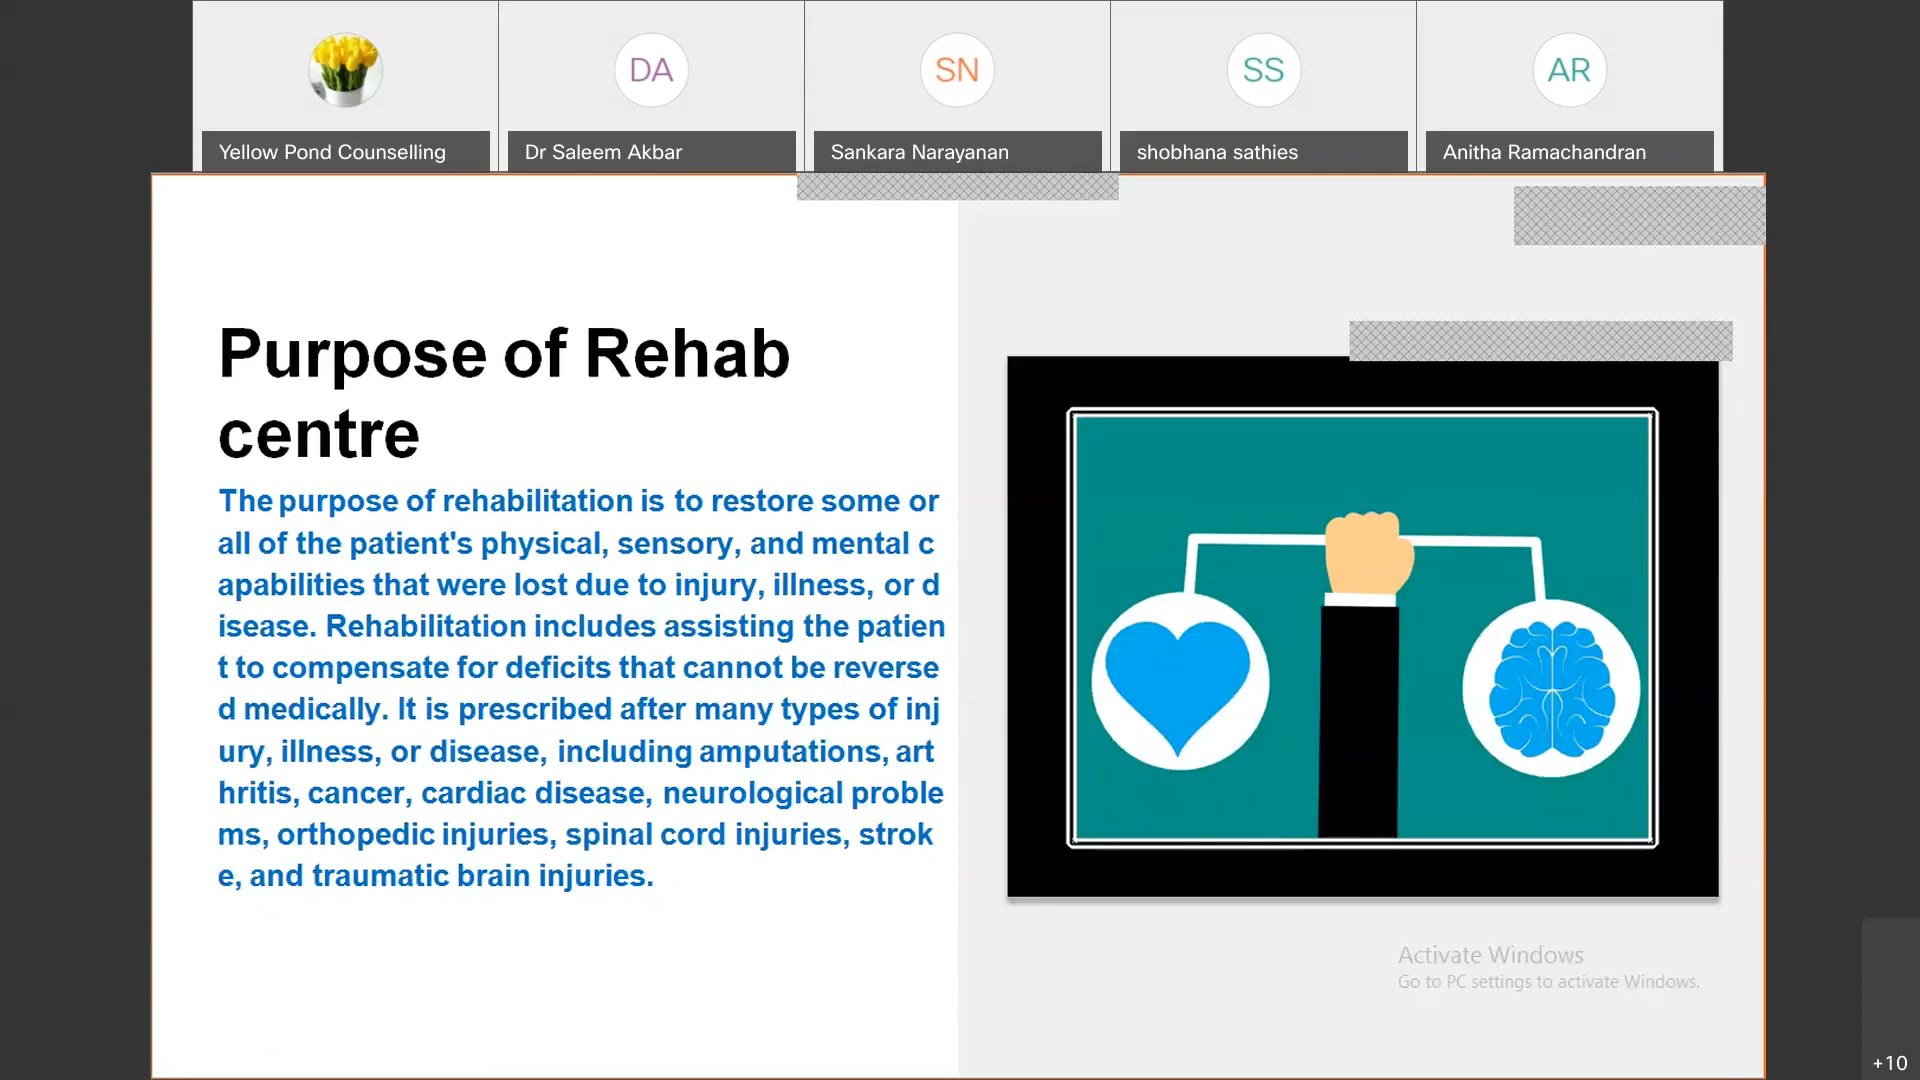 Yellow Pond Counselling
DA
Dr Saleem Akbar
SN
Sankara Narayanan
SS
shobhana sathies
AR
Anitha Ramachandran
Purpose of Rehab
centre
The purpose of rehabilitation is to restore some or
all of the patient's physical, sensory, and mental c
apabilities that were lost due to injury, illness, or d
isease. Rehabilitation includes assisting the patien
t to compensate for deficits that cannot be reverse
d medically. It is prescribed after many types of inj
ury, illness, or disease, including amputations, art
hritis, cancer, cardiac disease, neurological proble
ms, orthopedic injuries, spinal cord injuries, strok
e, and traumatic brain injuries.
Activate Windows
Go to PC settings to activate Windows.
+10